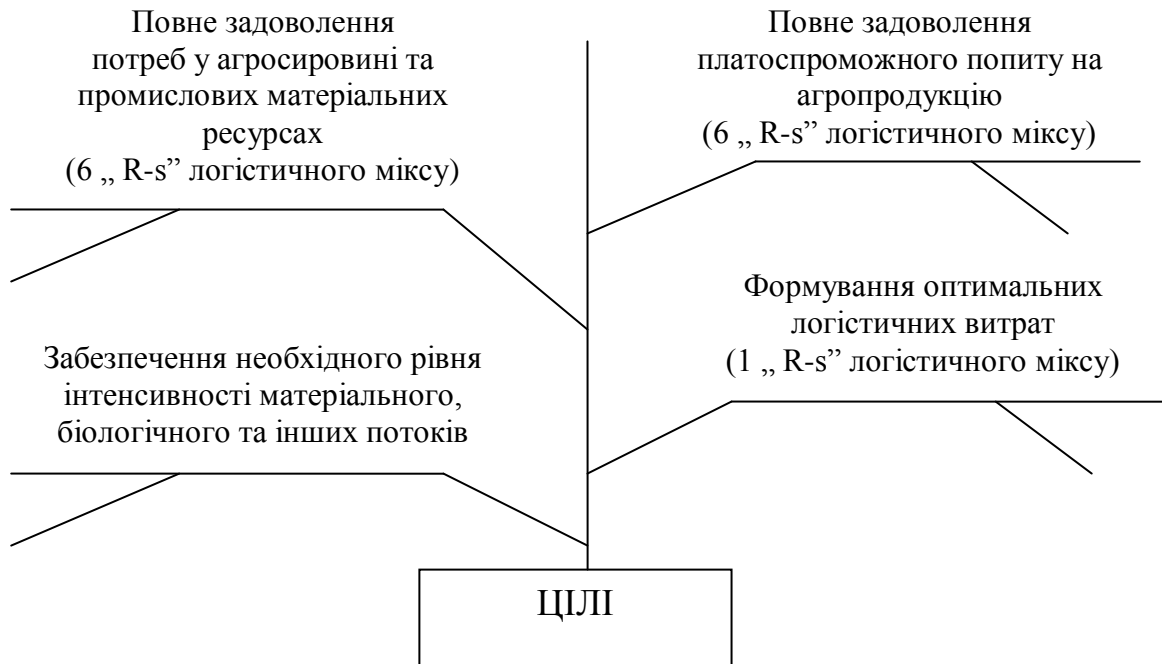 Повне задоволення
потреб у агросировині та
промислових матеріальних
ресурсах
(6 „ R-s” логістичного міксу)
Повне задоволення
платоспроможного попиту на
агропродукцію
(6 „ R-s” логістичного міксу)
Забезпечення необхідного рівня
інтенсивності матеріального,
біологічного та інших потоків
Формування оптимальних
логістичних витрат
(1 „ R-s” логістичного міксу)
ЦІЛІ